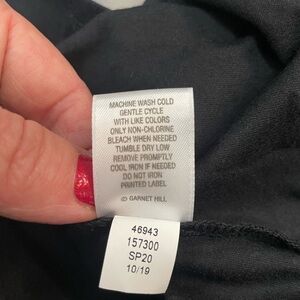 MACHINE WASH COLD
GENTLE CYCLE
WITH LIKE COLORS
ONLY NON-CHLORINE
BLEACH WHEN NEEDED
TUMBLE DRY LOW
REMOVE PROMPTLY
COOL IRON IF NEEDED
DO NOT IRON
PRINTED LABEL
© GARNET HILL
46943
157300
SP20
10/19